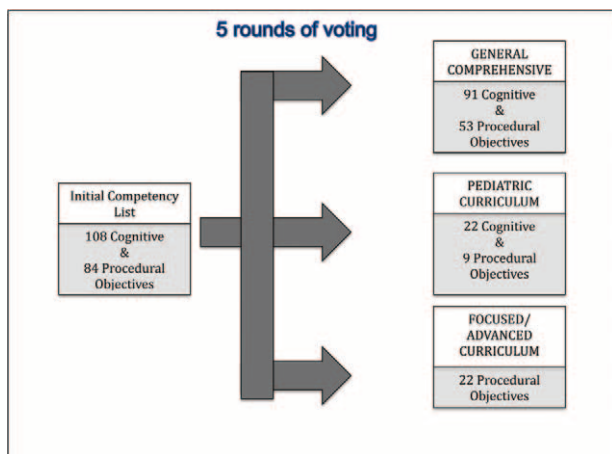 5 rounds of voting
GENERAL
COMPREHENSIVE
91 Cognitive
&
53 Procedural
Objectives
Initial Competency
List
108 Cognitive
&
84 Procedural
Objectives
PEDIATRIC
CURRICULUM
22 Cognitive
&
9 Procedural
Objectives
FOCUSED/
ADVANCED
CURRICULUM
22 Procedural
Objectives